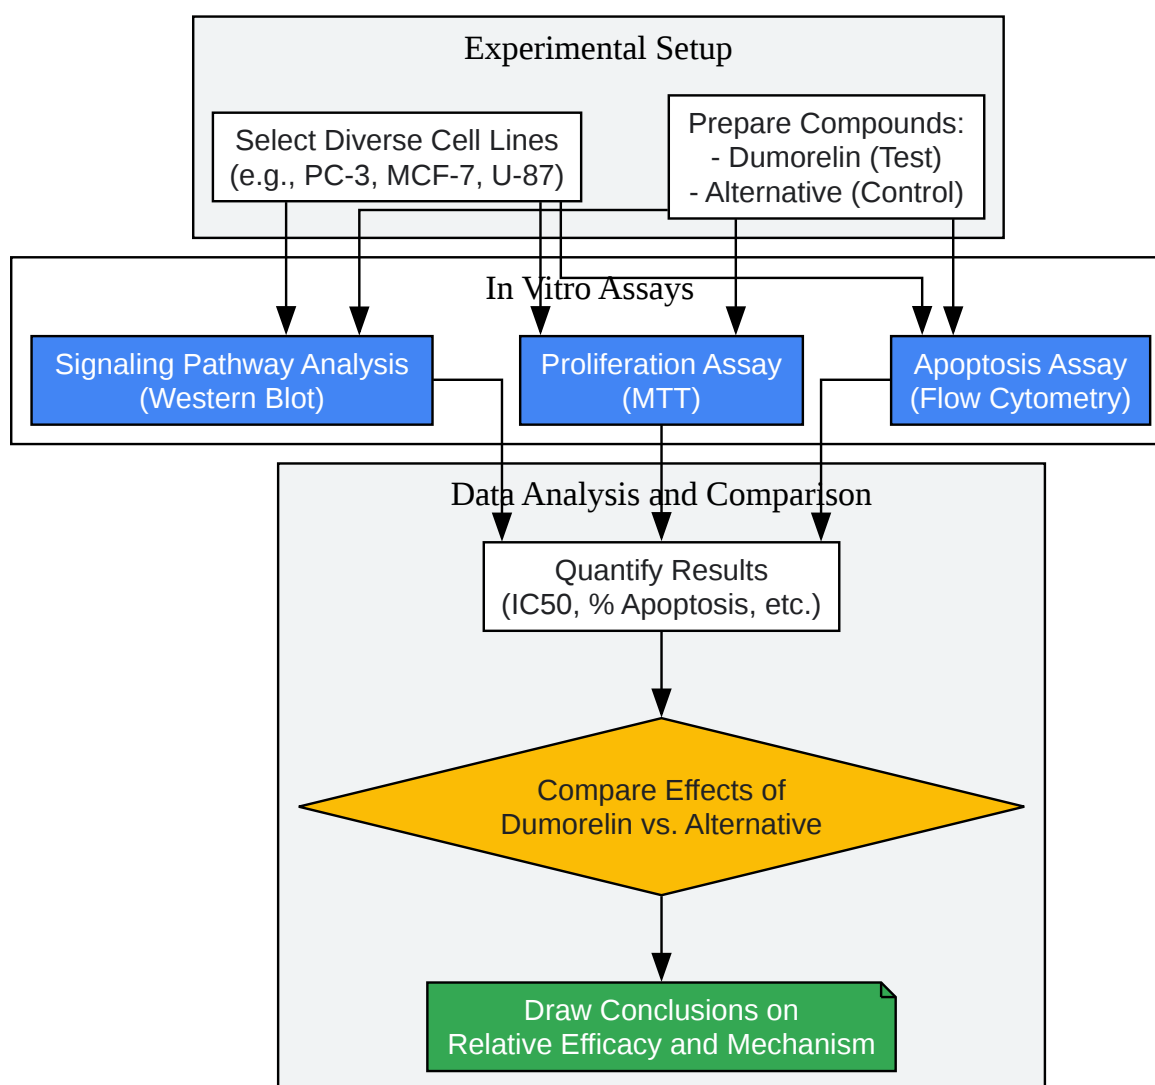 Experimental Setup
Select Diverse Cell Lines
(e.g., PC-3, MCF-7, U-87)
Prepare Compounds:
- Dumorelin (Test)
- Alternative (Control)
In Vitro Assays
Signaling Pathway Analysis
(Western Blot)
Proliferation Assay
(MTT)
Apoptosis Assay
(Flow Cytometry)
Data Analysis and Comparison
Quantify Results
(IC50, % Apoptosis, etc.)
Compare Effects of
Dumorelin vs. Alternative
Draw Conclusions on
Relative Efficacy and Mechanism